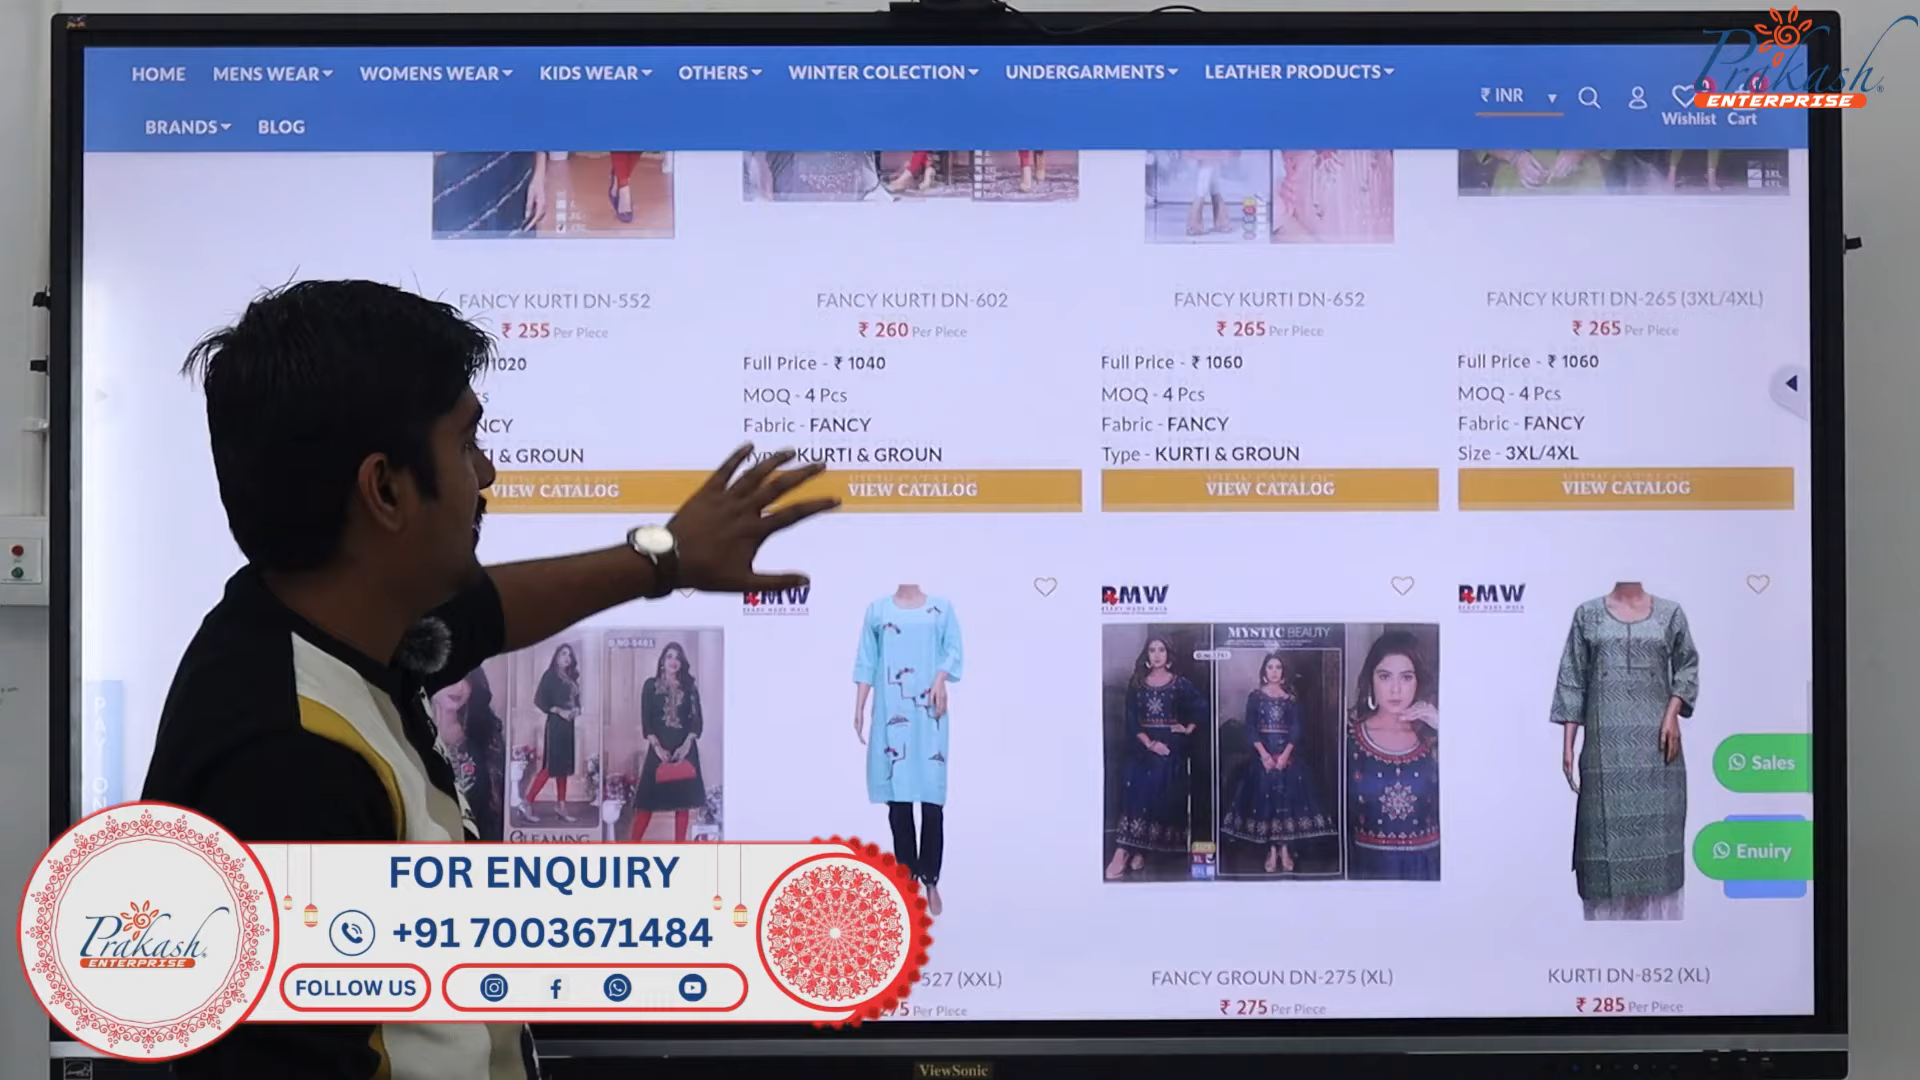 HOME MENS WEAR WOMENS WEAR KIDS WEAR OTHERS WINTER COLECTION UNDERGARMENTS LEATHER PRODUCTS
₹ INR
Wishlist Cart
BRANDS BLOG
Prakash
ENTERPRISE
FANCY KURTI DN-552
₹ 255 Per Piece
1020
FANCY KURTI DN-602
₹ 260 Per Piece
Full Price - ₹ 1040
MOQ - 4 Pcs
Fabric - FANCY
Type - KURTI & GROUN
VIEW CATALOG
FANCY KURTI DN-652
₹ 265 Per Piece
Full Price - ₹ 1060
MOQ - 4 Pcs
Fabric - FANCY
Type - KURTI & GROUN
VIEW CATALOG
FANCY KURTI DN-265 (3XL/4XL)
₹ 265 Per Piece
Full Price - ₹ 1060
MOQ - 4 Pcs
Fabric - FANCY
Size - 3XL/4XL
VIEW CATALOG
& GROUN
VIEW CATALOG
RMW
RMW
RMW
MYSTIC BEAUTY
GLEAMING
527 (XXL)
Per Piece
FANCY GROUN DN-275 (XL)
₹ 275 Per Piece
KURTI DN-852 (XL)
₹ 285 Per Piece
Sales
Enuiry
FOR ENQUIRY
+91 7003671484
FOLLOW US
Prakash
ENTERPRISE
ViewSonic